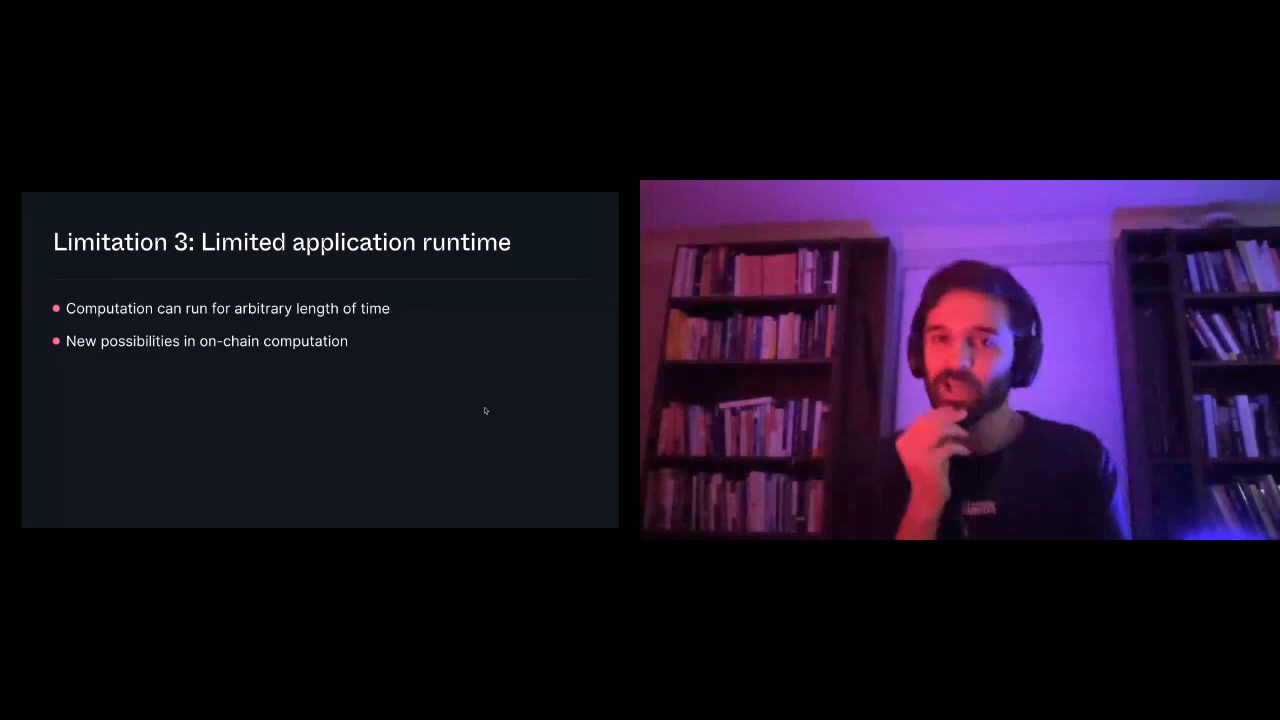 Limitation 3: Limited application runtime
Computation can run for arbitrary length of time
New possibilities in on-chain computation